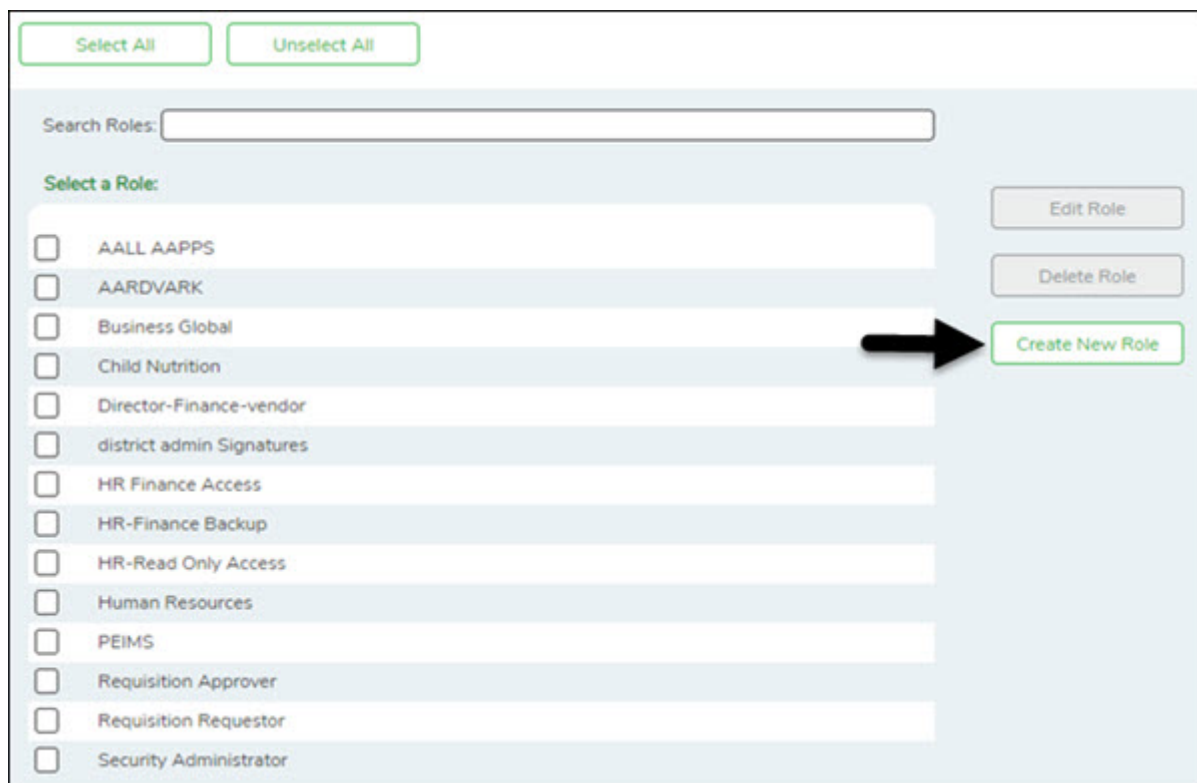 Select All Unselect All
Search Roles:
Select a Role:
Edit Role
AALL AAPPS
Delete Role
AARDVARK
Business Global
Create New Role
Child Nutrition
Director-Finance-vendor
district admin Signatures
HR Finance Access
HR-Finance Backup
HR-Read Only Access
Human Resources
PEIMS
Requisition Approver
Requisition Requestor
Security Administrator